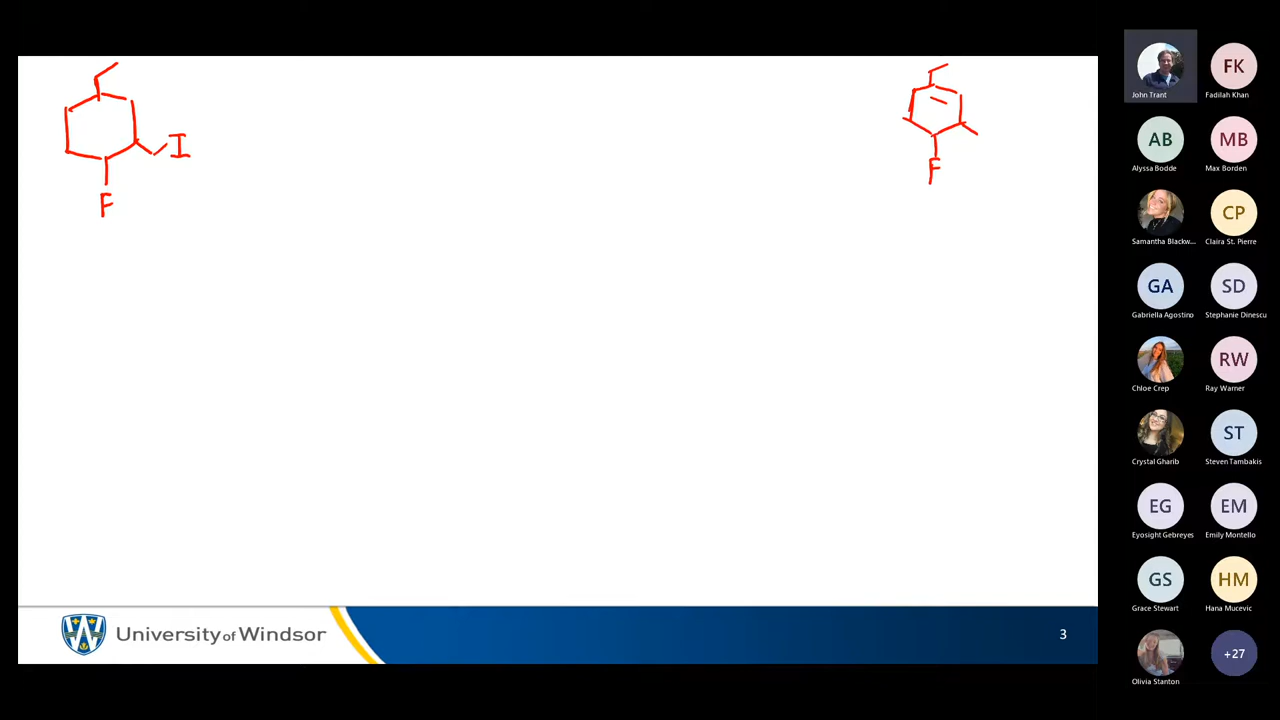 I
F
F
University of Windsor
3
John Trant
FK
Fadilah Khan
AB
Alyssa Bodde
MB
Max Borden
Samantha Blackw...
CP
Claira St. Pierre
GA
Gabriella Agostino
SD
Stephanie Dinescu
Chloe Crep
RW
Ray Warner
Crystal Gharib
ST
Steven Tambakis
EG
Eyosight Gebreyes
EM
Emily Montello
GS
Grace Stewart
HM
Hana Mucevic
Olivia Stanton
+27